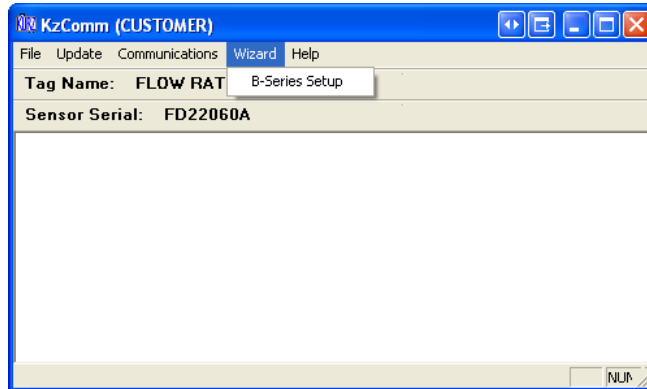 KzComm (CUSTOMER)
File Update Communications Wizard Help
B-Series Setup
Tag Name: FLOW RAT
Sensor Serial: FD22060A
NUM